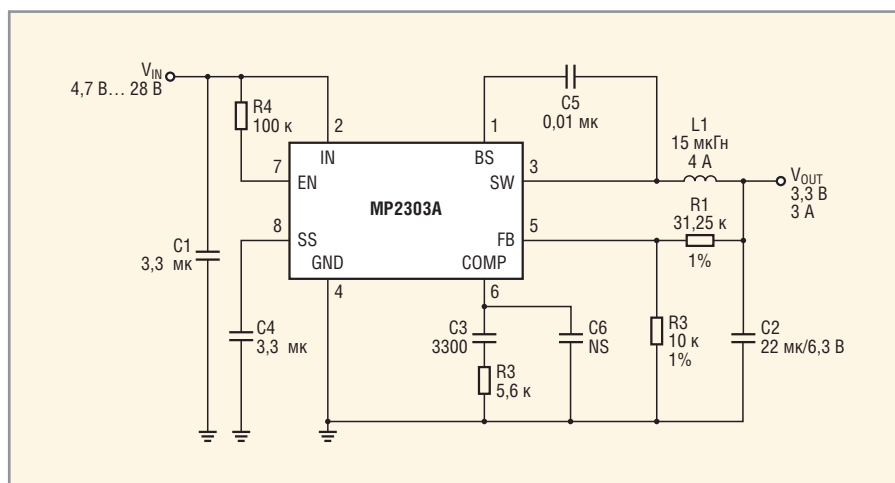 VIN
4,7 В... 28 В
R4
100 к
2
IN
7
EN
8
SS
GND
4
MP2303A
1
BS
SW
3
5
FB
COMP
6
C5
0,01 мк
L1
15 мкГн
4 А
VOUT
3,3 В
3 А
R1
31,25 к
1%
C1
3,3 мк
C4
3,3 мк
C3
3300
R3
5,6 к
C6
NS
R3
10 к
1%
C2
22 мк/6,3 В